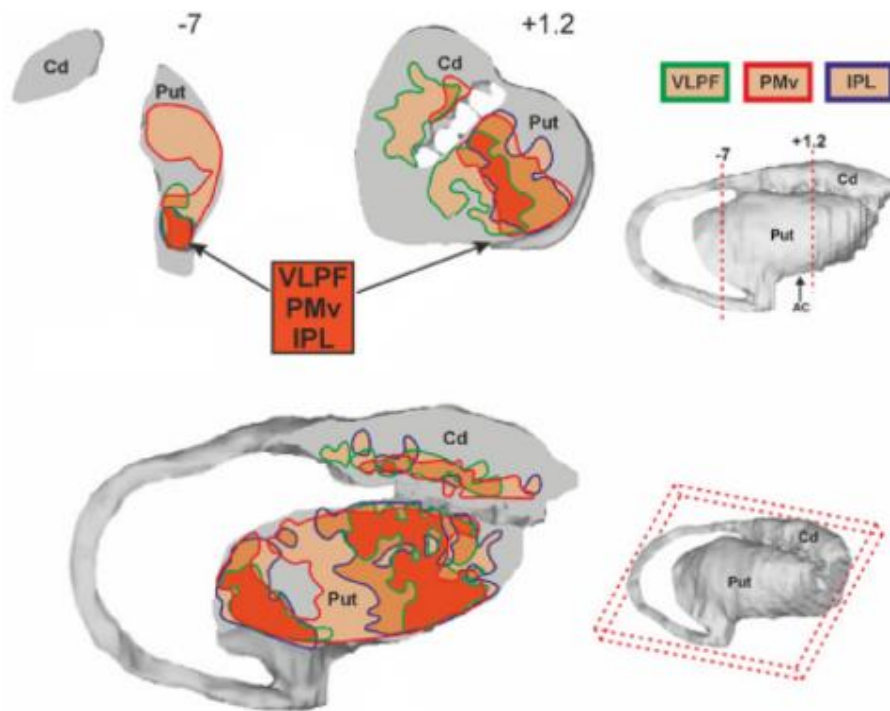 -7
+1.2
Cd
Put
Cd
Put
VLPF
PMv
IPL
-7
+1.2
Cd
Put
AC
VLPF
PMv
IPL
Cd
Put
Cd
Put